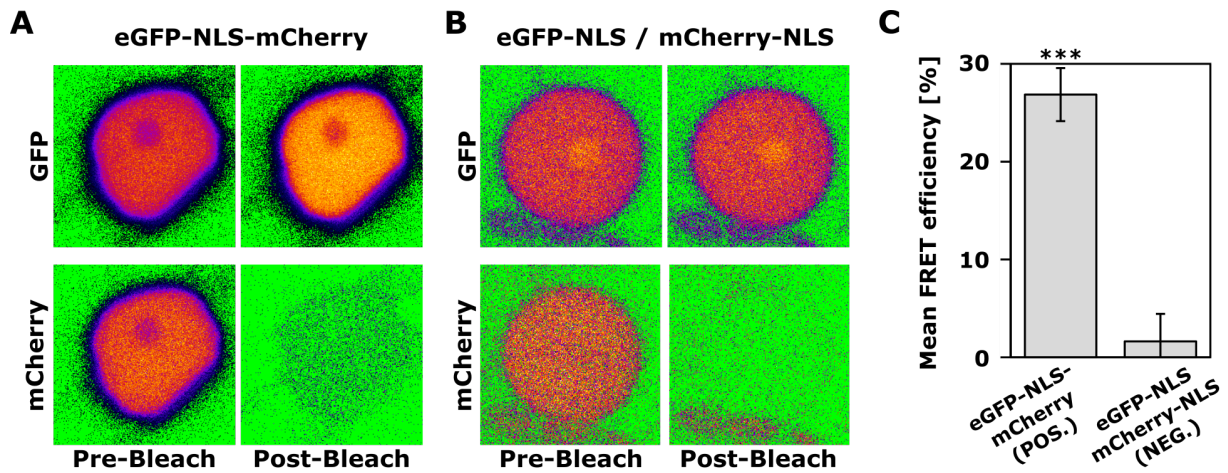 A
eGFP-NLS-mCherry
GFP
mCherry
Pre-Bleach
Post-Bleach
B
eGFP-NLS / mCherry-NLS
GFP
mCherry
Pre-Bleach
Post-Bleach
C
Mean FRET efficiency [%]
30
20
10
0
***
eGFP-NLS-
mCherry
(POS.)
eGFP-NLS
mCherry-NLS
(NEG.)